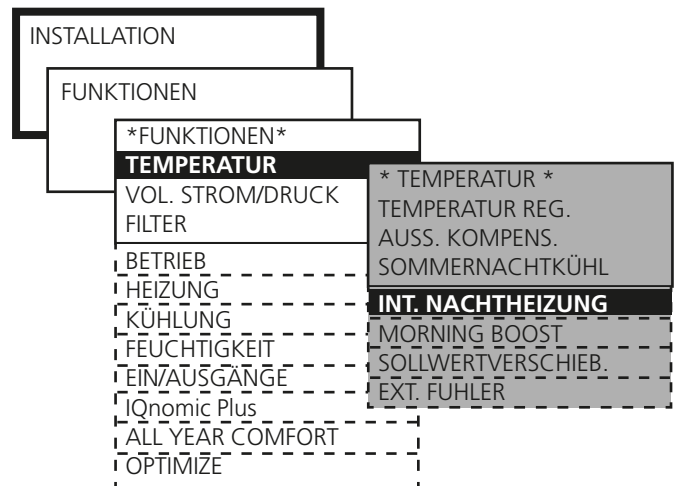 INSTALLATION
FUNKTIONEN
*FUNKTIONEN*
TEMPERATUR
VOL. STROM/DRUCK
FILTER
BETRIEB
HEIZUNG
KÜHLUNG
FEUCHTIGKEIT
EIN/AUSGÄNGE
IQnomic Plus
ALL YEAR COMFORT
OPTIMIZE
* TEMPERATUR *
TEMPERATUR REG.
AUSS. KOMPENS.
SOMMERNACHTKÜHL
INT. NACHTHEIZUNG
MORNING BOOST
SOLLWERTVERSCHIEB.
EXT. FUHLER